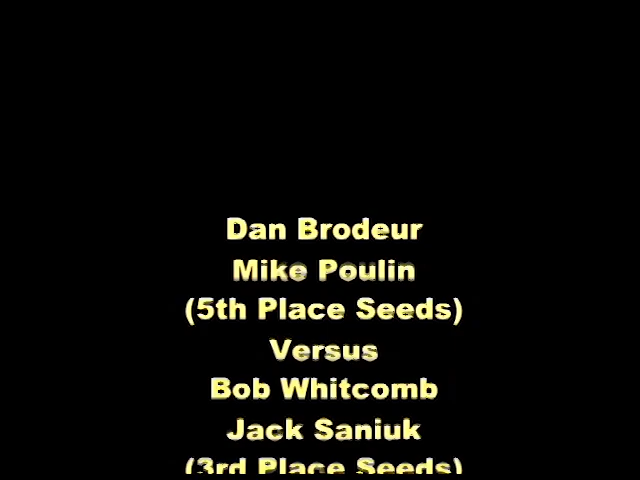 Dan Brodeur
Mike Poulin
(5th Place Seeds)
Versus
Bob Whitcomb
Jack Saniuk
(3rd Place Seeds)